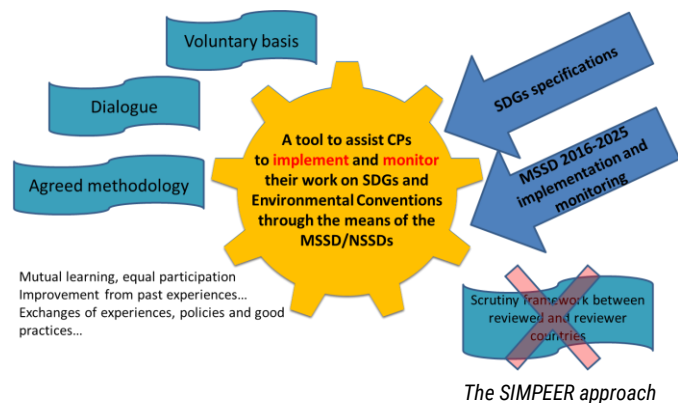 Voluntary basis
Dialogue
Agreed methodology
A tool to assist CPs
to implement and monitor
their work on SDGs and
Environmental Conventions
through the means of the
MSSD/NSSDs
SDGs specifications
MSSD 2016-2025
implementation and
monitoring
Mutual learning, equal participation
Improvement from past experiences…
Exchanges of experiences, policies and good
practices…
Scrutiny framework between
reviewed and reviewer
countries
The SIMPEER approach